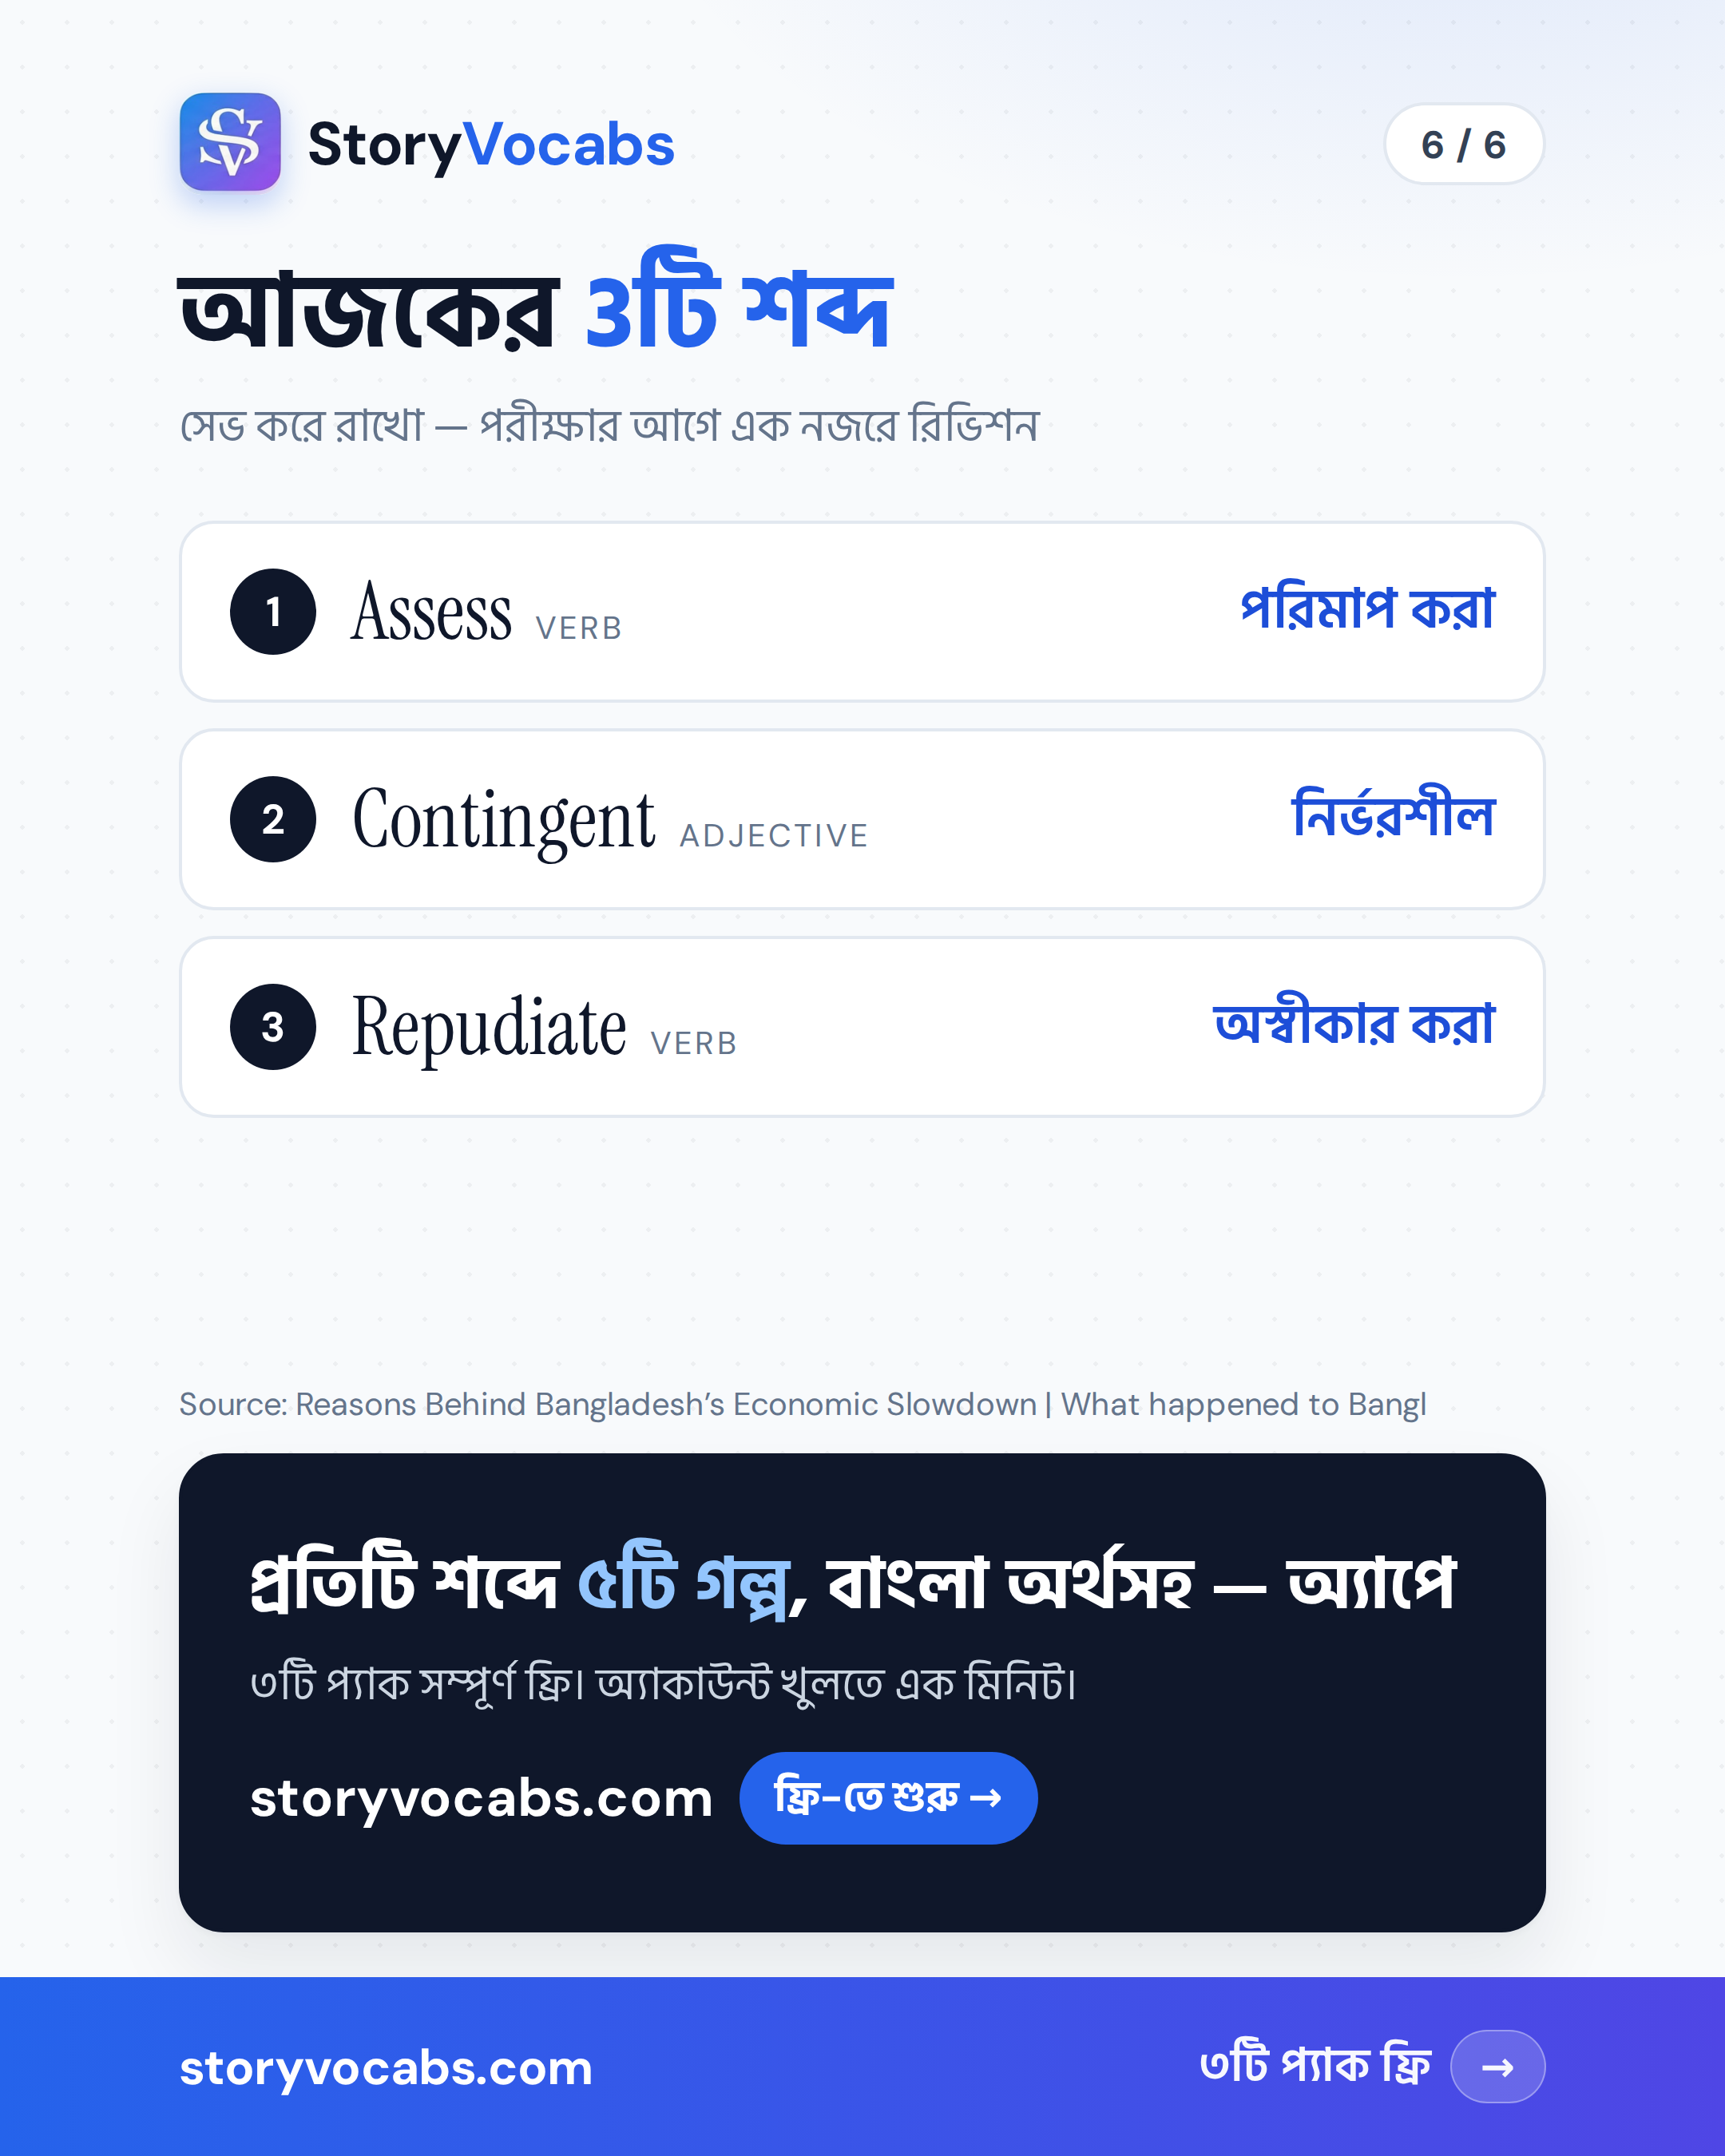 StoryVocabs
6 / 6
আজকের 3টি শব্দ
সেভ করে রাখো — পরীক্ষার আগে এক নজরে রিভিশন
1 Assess VERB পরিমাপ করা
2 Contingent ADJECTIVE নির্ভরশীল
3 Repudiate VERB অস্বীকার করা
Source: Reasons Behind Bangladesh’s Economic Slowdown | What happened to Bangl
প্রতিটি শব্দে ৫টি গল্প, বাংলা অর্থসহ — অ্যাপে
৩টি প্যাক সম্পূর্ণ ফ্রি। অ্যাকাউন্ট খুলতে এক মিনিট।
storyvocabs.com ফ্রি-তে শুরু →
storyvocabs.com ৩টি প্যাক ফ্রি →